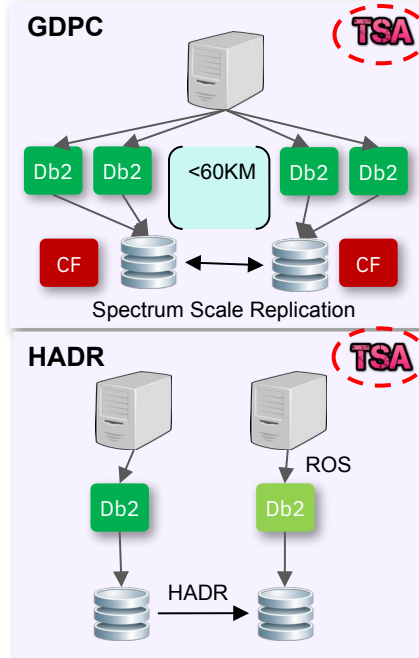 GDPC
TSA
Db2
Db2
<60KM
Db2
Db2
CF
CF
Spectrum Scale Replication
HADR
TSA
ROS
Db2
Db2
HADR